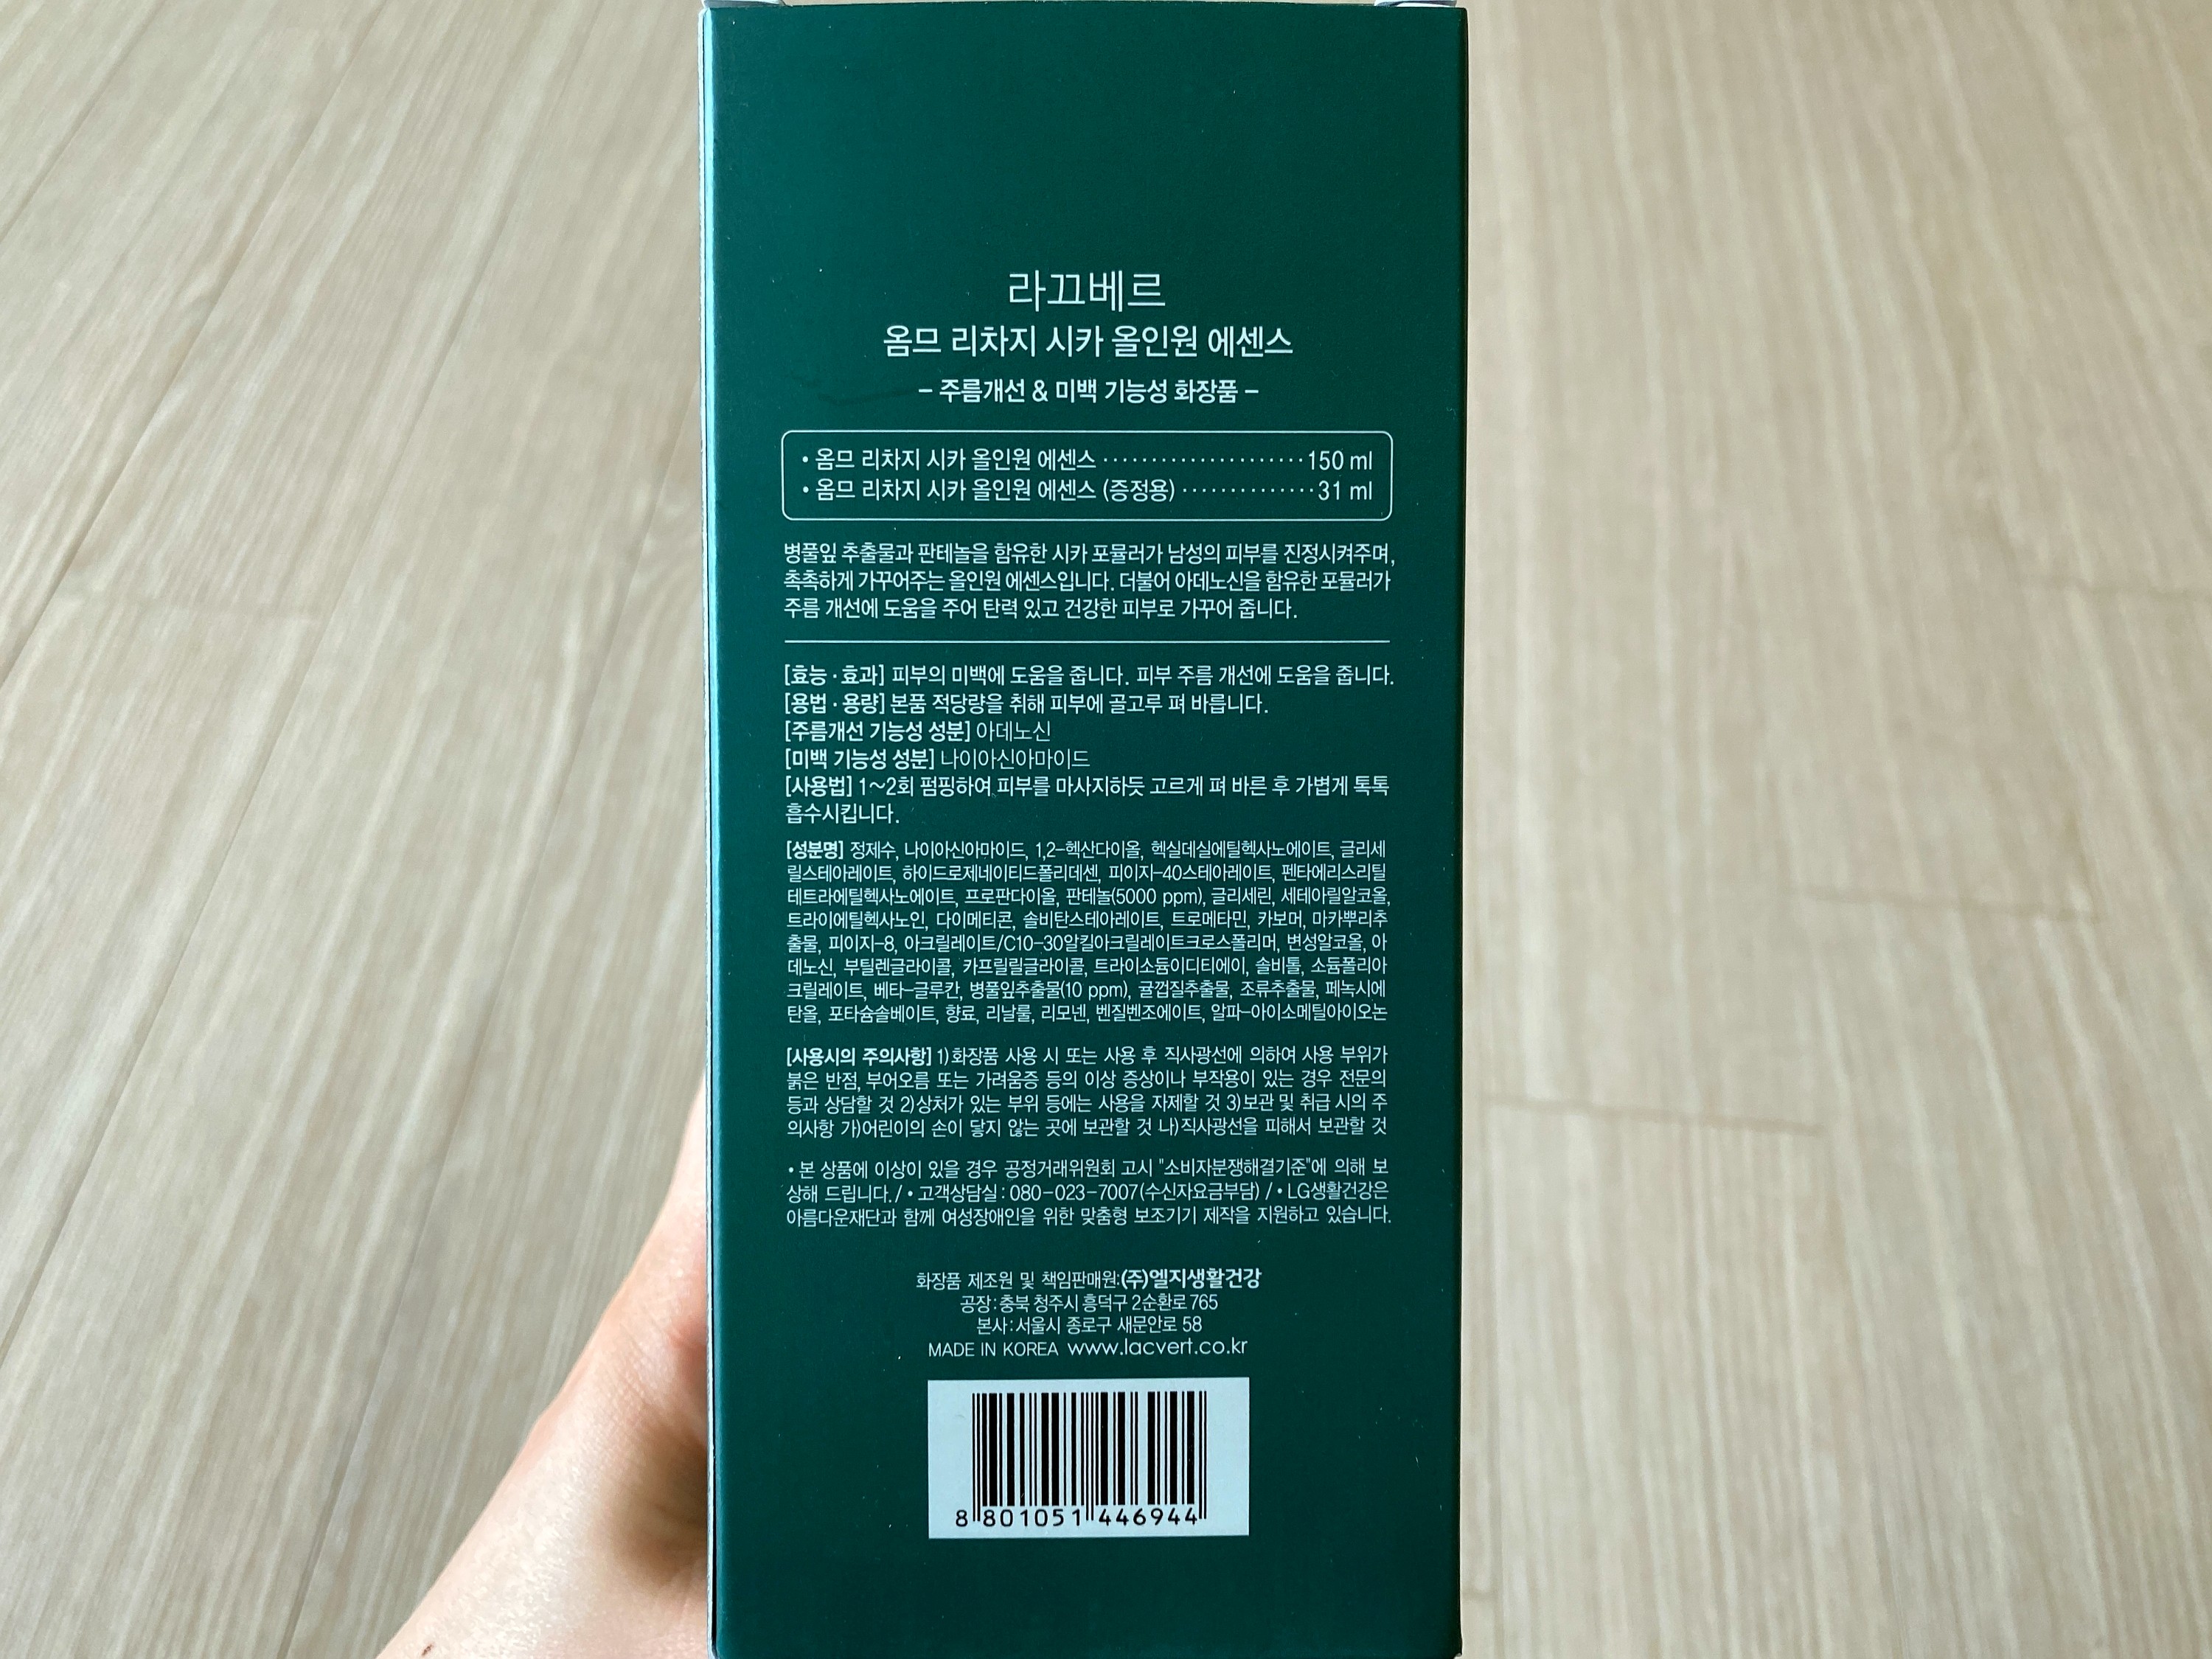 라끄베르
옴므 리차지 시카 올인원 에센스
– 주름개선 & 미백 기능성 화장품 –
• 옴므 리차지 시카 올인원 에센스 ····················· 150 ml
• 옴므 리차지 시카 올인원 에센스 (증정용) ·············· 31 ml
병풀잎 추출물과 판테놀을 함유한 시카 포뮬러가 남성의 피부를 진정시켜주며,
촉촉하게 가꾸어주는 올인원 에센스입니다. 더불어 아데노신을 함유한 포뮬러가
주름 개선에 도움을 주어 탄력 있고 건강한 피부로 가꾸어 줍니다.
[효능 · 효과] 피부의 미백에 도움을 줍니다. 피부 주름 개선에 도움을 줍니다.
[용법 · 용량] 본품 적당량을 취해 피부에 골고루 펴 바릅니다.
[주름개선 기능성 성분] 아데노신
[미백 기능성 성분] 나이아신아마이드
[사용법] 1~2회 펌핑하여 피부를 마사지하듯 고르게 펴 바른 후 가볍게 톡톡
흡수시킵니다.
[성분명] 정제수, 나이아신아마이드, 1,2-헥산다이올, 헥실데실에틸헥사노에이트, 글리세
릴스테아레이트, 하이드로제네이티드폴리데센, 피이지-40스테아레이트, 펜타에리스리틸
테트라에틸헥사노에이트, 프로판다이올, 판테놀(5000 ppm), 글리세린, 세테아릴알코올,
트라이에틸헥사노인, 다이메티콘, 솔비탄스테아레이트, 트로메타민, 카보머, 마카뿌리추
출물, 피이지-8, 아크릴레이트/C10-30알킬아크릴레이트크로스폴리머, 변성알코올, 아
데노신, 부틸렌글라이콜, 카프릴릴글라이콜, 트라이소듐이디티에이, 솔비톨, 소듐폴리아
크릴레이트, 베타-글루칸, 병풀잎추출물(10 ppm), 귤껍질추출물, 조류추출물, 페녹시에
탄올, 포타슘솔베이트, 향료, 리날룰, 리모넨, 벤질벤조에이트, 알파-아이소메틸아이오논
[사용시의 주의사항] 1)화장품 사용 시 또는 사용 후 직사광선에 의하여 사용 부위가
붉은 반점, 부어오름 또는 가려움증 등의 이상 증상이나 부작용이 있는 경우 전문의
등과 상담할 것 2)상처가 있는 부위 등에는 사용을 자제할 것 3)보관 및 취급 시의 주
의사항 가)어린이의 손이 닿지 않는 곳에 보관할 것 나)직사광선을 피해서 보관할 것
• 본 상품에 이상이 있을 경우 공정거래위원회 고시 "소비자분쟁해결기준"에 의해 보
상해 드립니다. / • 고객상담실 : 080-023-7007(수신자요금부담) / • LG생활건강은
아름다운재단과 함께 여성장애인을 위한 맞춤형 보조기기 제작을 지원하고 있습니다.
화장품 제조원 및 책임판매원:(주)엘지생활건강
공장 : 충북 청주시 흥덕구 2순환로 765
본사 : 서울시 종로구 새문안로 58
MADE IN KOREA www.lacvert.co.kr
8 801051 446944